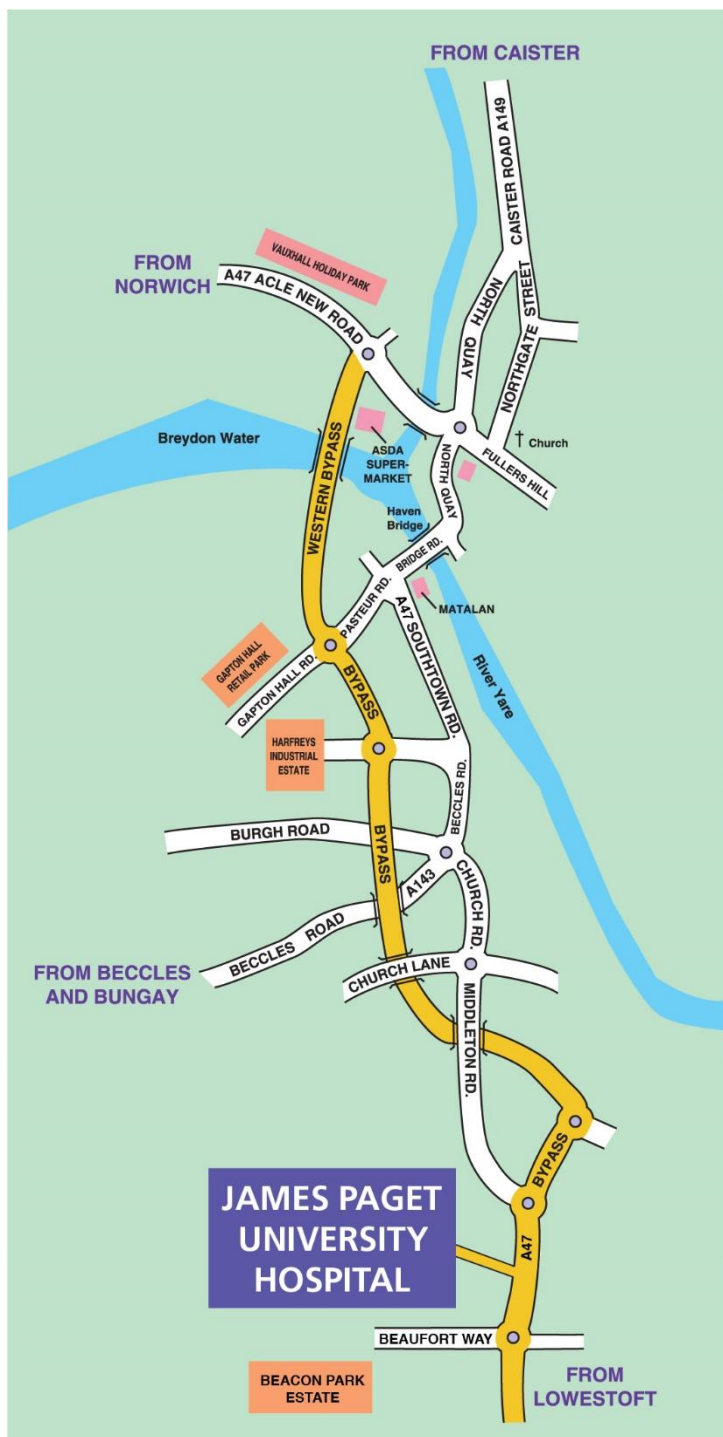 FROM CAISTER
CAISTER ROAD A149
VAUXHALL HOLIDAY PARK
FROM
NORWICH
A47 ACLE NEW ROAD
NORTH
QUAY
NORTHGATE STREET
Breydon Water
WESTERN BYPASS
ASDA
SUPER-
MARKET
† Church
FULLERS HILL
NORTH QUAY
Haven
Bridge
BRIDGE RD.
PASTEUR RD.
MATALAN
A47 SOUTHTOWN RD.
River Yare
GAPTON HALL
RETAIL PARK
GAPTON HALL RD.
BYPASS
HARFREYS
INDUSTRIAL
ESTATE
BECCLES RD.
BURGH ROAD
BYPASS
A143
CHURCH RD.
BECCLES ROAD
FROM BECCLES
AND BUNGAY
CHURCH LANE
MIDDLETON RD.
BYPASS
JAMES PAGET
UNIVERSITY
HOSPITAL
A47
BEAUFORT WAY
BEACON PARK
ESTATE
FROM
LOWESTOFT